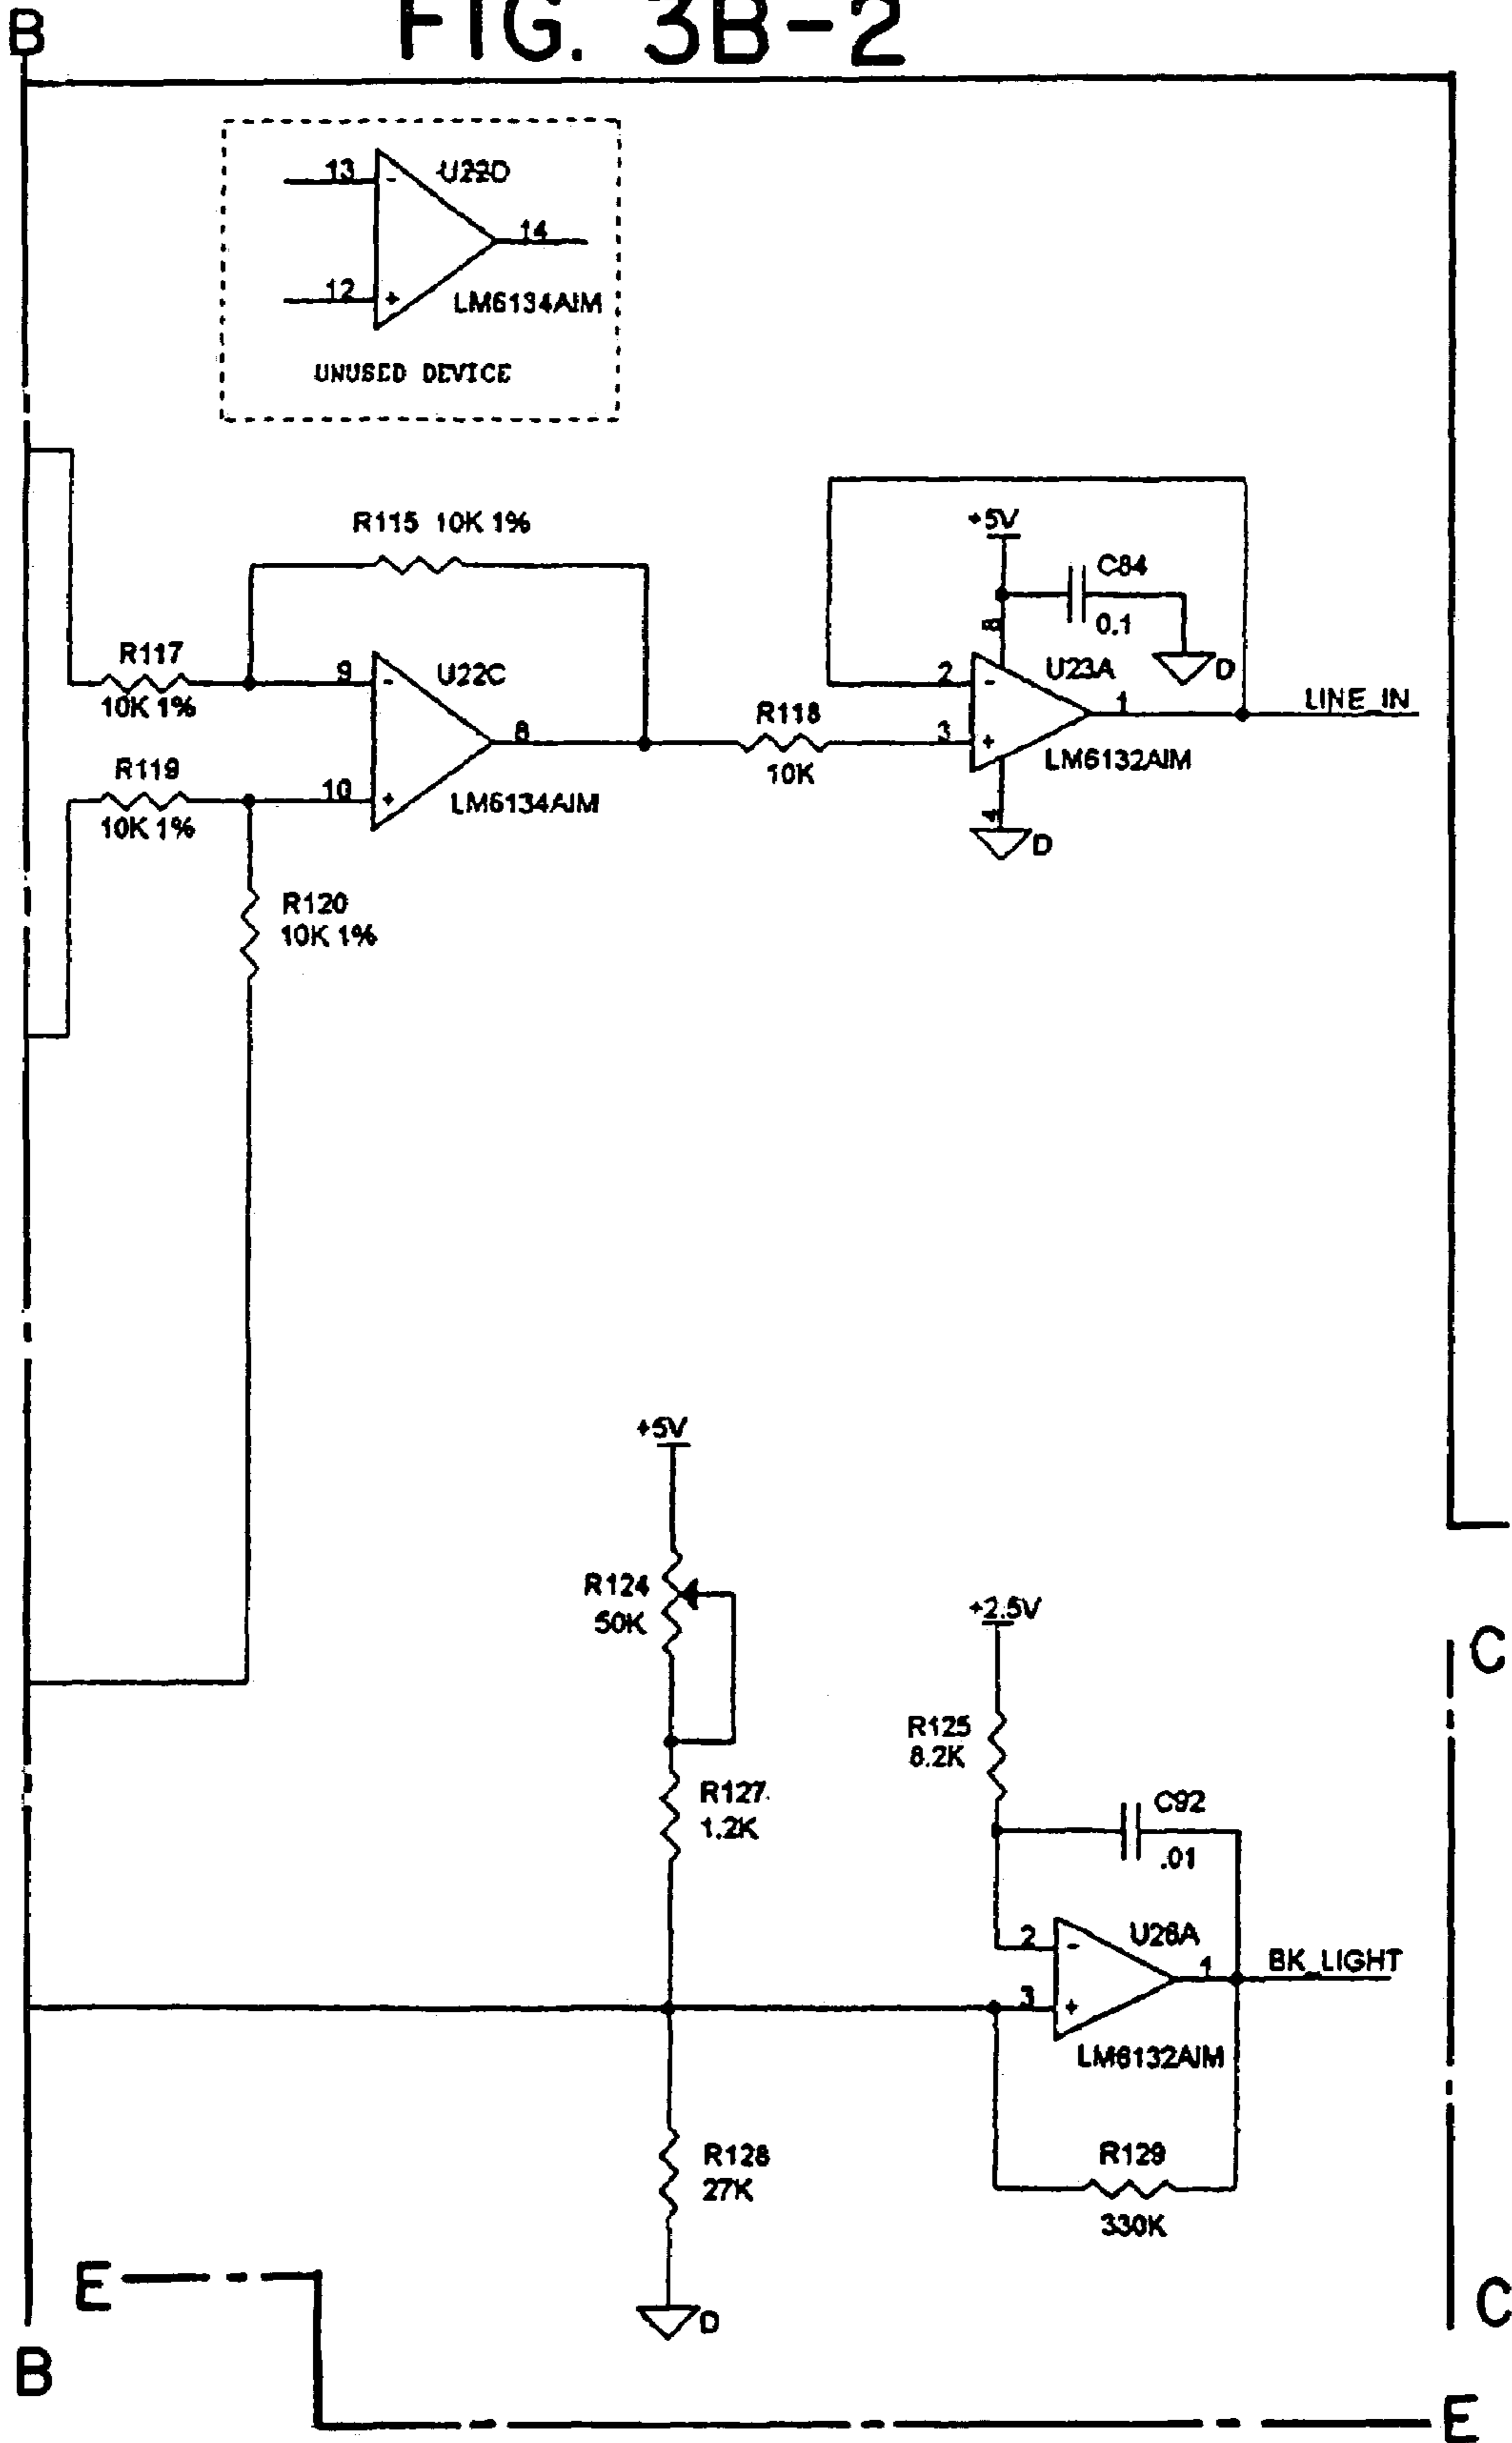 B
FIG. 3B-2
13
-
U22D
14
12
+
LM6134AIM
UNUSED DEVICE
R115 10K 1%
+5V
C84
0.1
8
R117
10K 1%
9
-
U22C
8
R119
10K 1%
10
+
LM6134AIM
R118
10K
2
-
U23A
D
1
LINE_IN
3
+
LM6132AIM
4
D
R120
10K 1%
+5V
R124
50K
+2.5V
C
R125
8.2K
R127
1.2K
C92
.01
2
-
U26A
1
BK_LIGHT
3
+
LM6132AIM
R128
27K
R129
330K
E
D
C
B
E